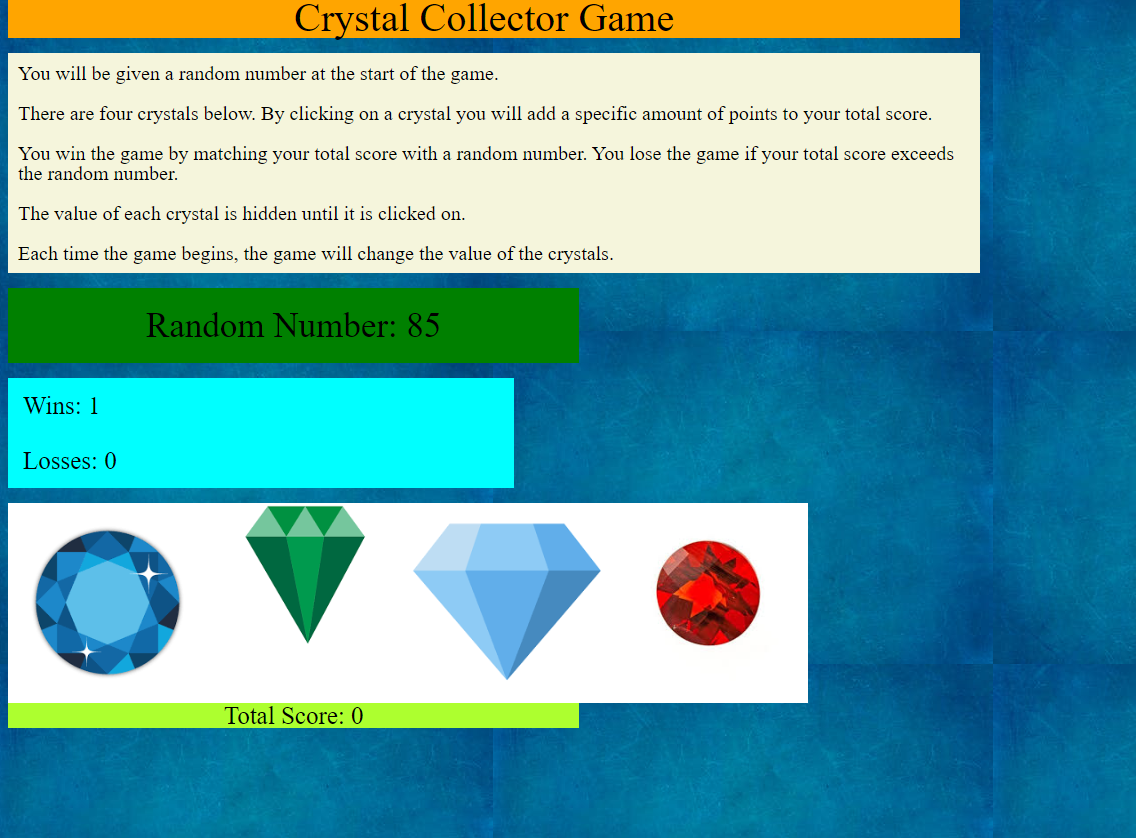 Crystal Collector Game
You will be given a random number at the start of the game.
There are four crystals below. By clicking on a crystal you will add a specific amount of points to your total score.
You win the game by matching your total score with a random number. You lose the game if your total score exceeds
the random number.
The value of each crystal is hidden until it is clicked on.
Each time the game begins, the game will change the value of the crystals.
Random Number: 85
Wins: 1
Losses: 0
Total Score: 0